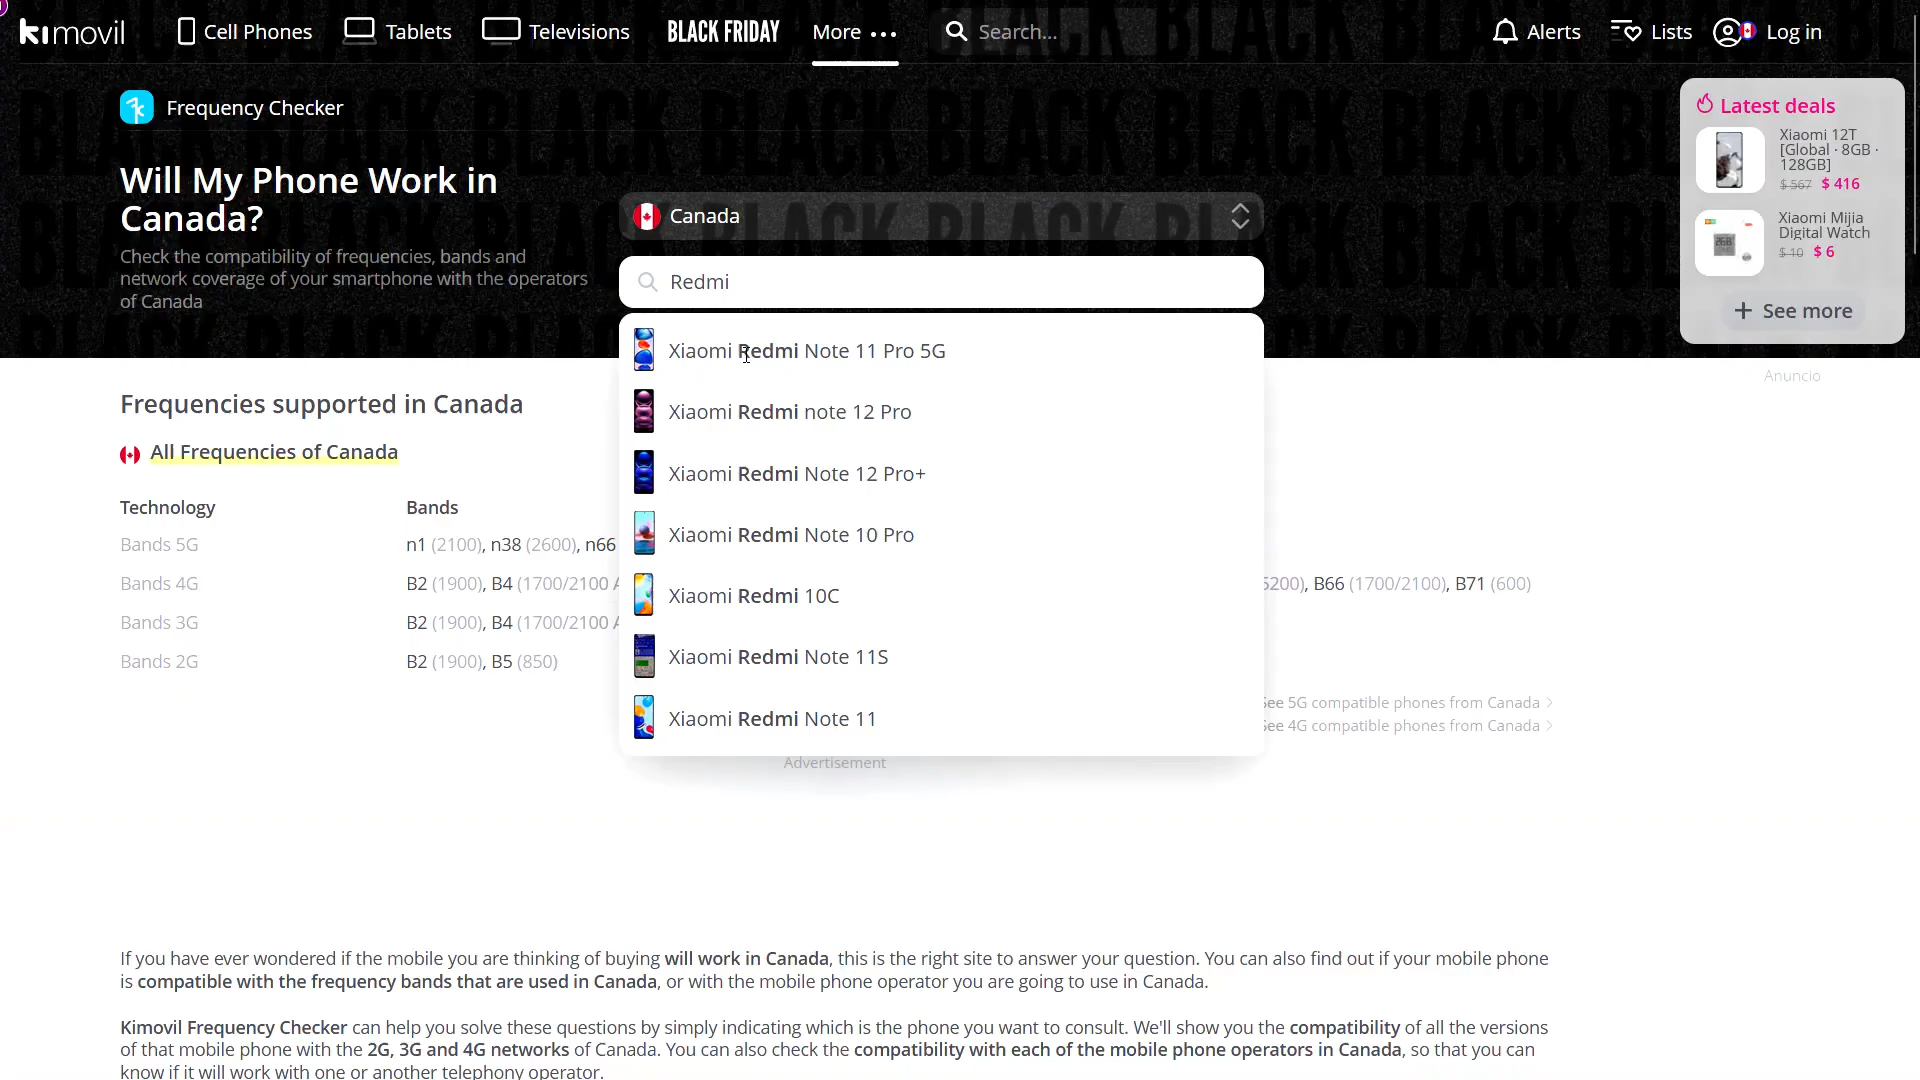 kimovil
Cell Phones
Tablets
Televisions
BLACK FRIDAY
More
Search...
Alerts
Lists
Log in
Frequency Checker
Will My Phone Work in
Canada?
Check the compatibility of frequencies, bands and
network coverage of your smartphone with the operators
of Canada
Canada
Redmi
Xiaomi Redmi Note 11 Pro 5G
Xiaomi Redmi note 12 Pro
Xiaomi Redmi Note 12 Pro+
Xiaomi Redmi Note 10 Pro
Xiaomi Redmi 10C
Xiaomi Redmi Note 11S
Xiaomi Redmi Note 11
Latest deals
Xiaomi 12T
[Global · 8GB ·
128GB]
$ 567 $ 416
Xiaomi Mijia
Digital Watch
$ 10 $ 6
+ See more
Anuncio
Frequencies supported in Canada
All Frequencies of Canada
Technology Bands
Bands 5G n1 (2100), n38 (2600), n66
Bands 4G B2 (1900), B4 (1700/2100 5200), B66 (1700/2100), B71 (600)
Bands 3G B2 (1900), B4 (1700/2100
Bands 2G B2 (1900), B5 (850)
See 5G compatible phones from Canada
See 4G compatible phones from Canada
Advertisement
If you have ever wondered if the mobile you are thinking of buying will work in Canada, this is the right site to answer your question. You can also find out if your mobile phone
is compatible with the frequency bands that are used in Canada, or with the mobile phone operator you are going to use in Canada.
Kimovil Frequency Checker can help you solve these questions by simply indicating which is the phone you want to consult. We'll show you the compatibility of all the versions
of that mobile phone with the 2G, 3G and 4G networks of Canada. You can also check the compatibility with each of the mobile phone operators in Canada, so that you can
know if it will work with one or another telephony operator.